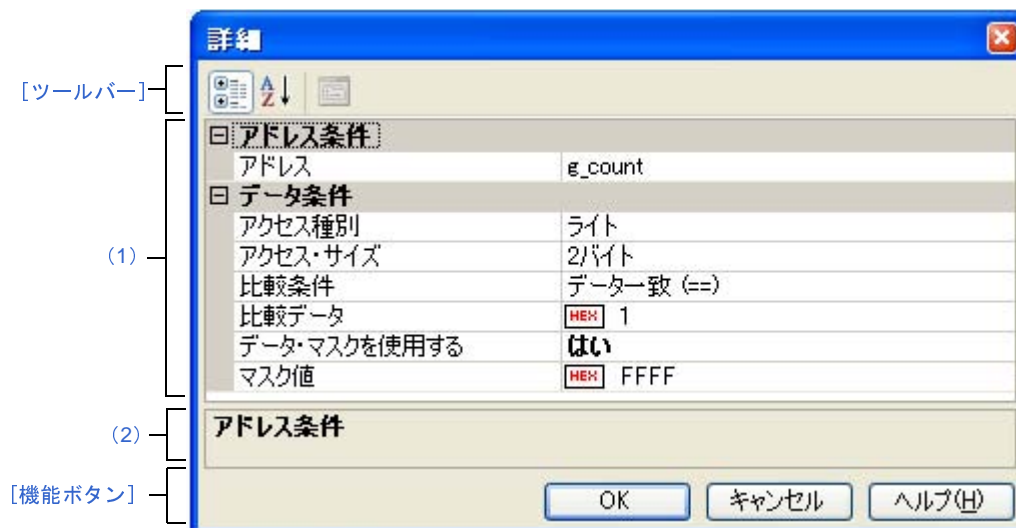 詳細
[ツールバー]
アドレス条件
アドレス g_count
データ条件
アクセス種別 ライト
アクセス・サイズ 2バイト
(1)
比較条件 データ一致 (==)
比較データ HEX 1
データ・マスクを使用する はい
マスク値 HEX FFFF
(2)
アドレス条件
[機能ボタン]
OK キャンセル ヘルプ(H)